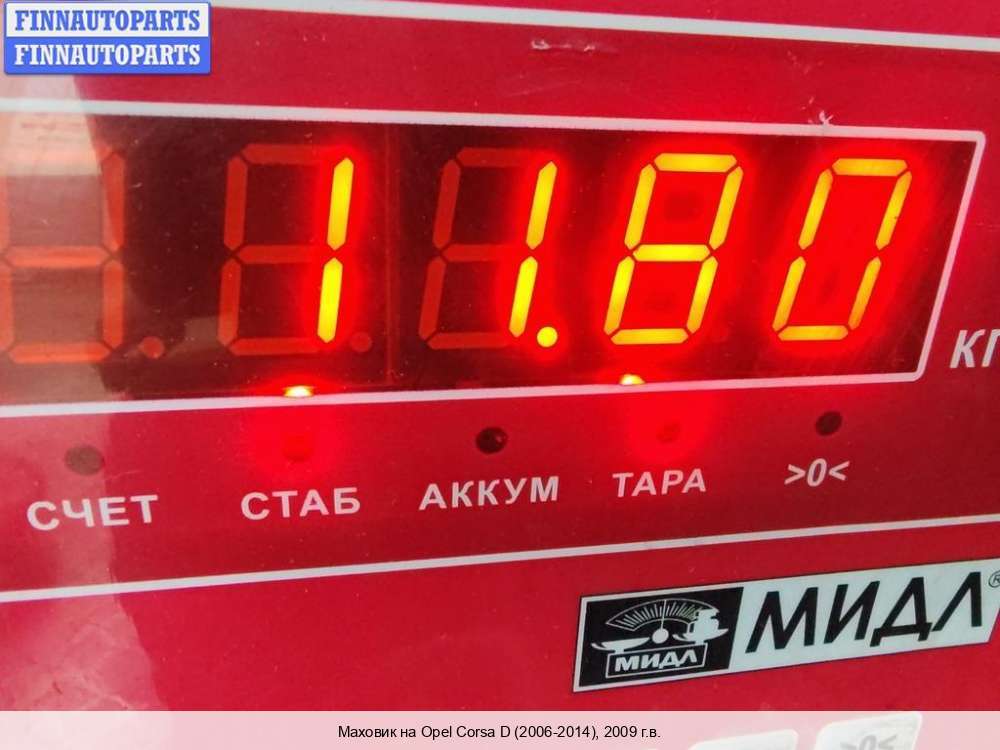 FINNAUTOPARTS
FINNAUTOPARTS
11.80
КГ
СЧЕТ СТАБ АККУМ ТАРА >0<
МИДЛ МИДЛ®
>0<
Маховик на Opel Corsa D (2006-2014), 2009 г.в.